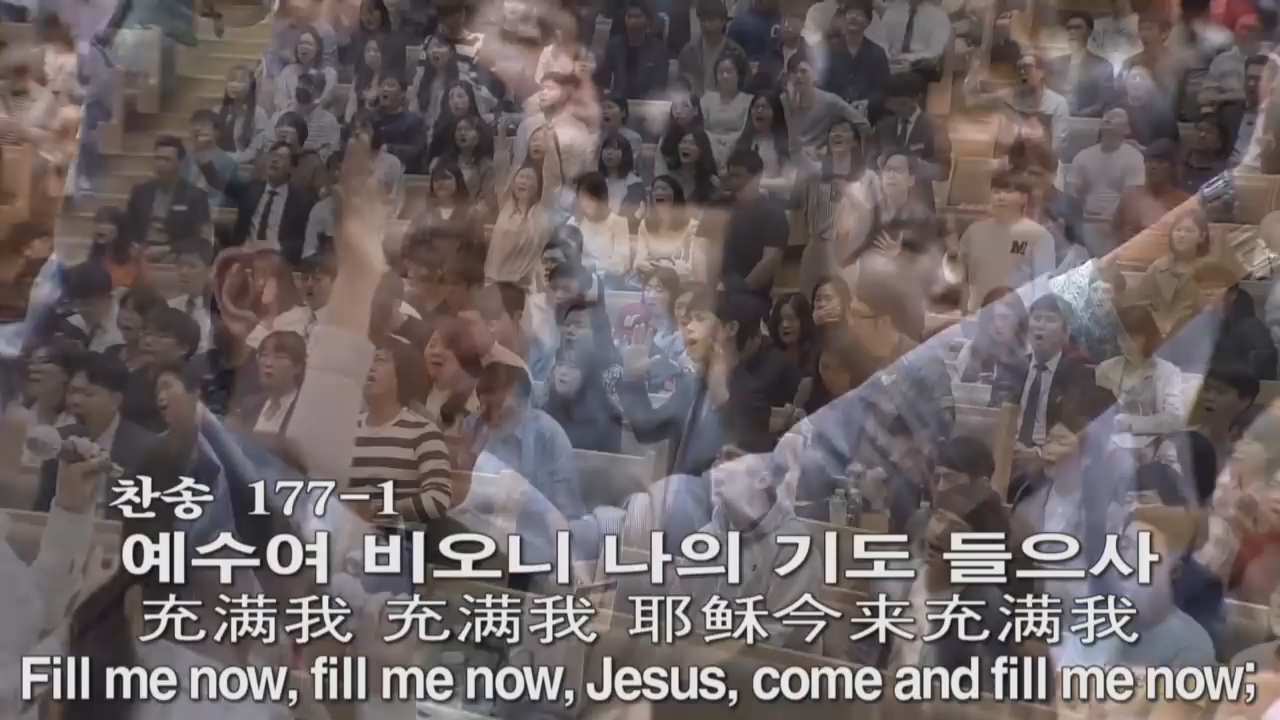 찬송 177-1
예수여 비오니 나의 기도 들으사
充满我 充满我 耶稣今来充满我
Fill me now, fill me now, Jesus, come and fill me now;
M